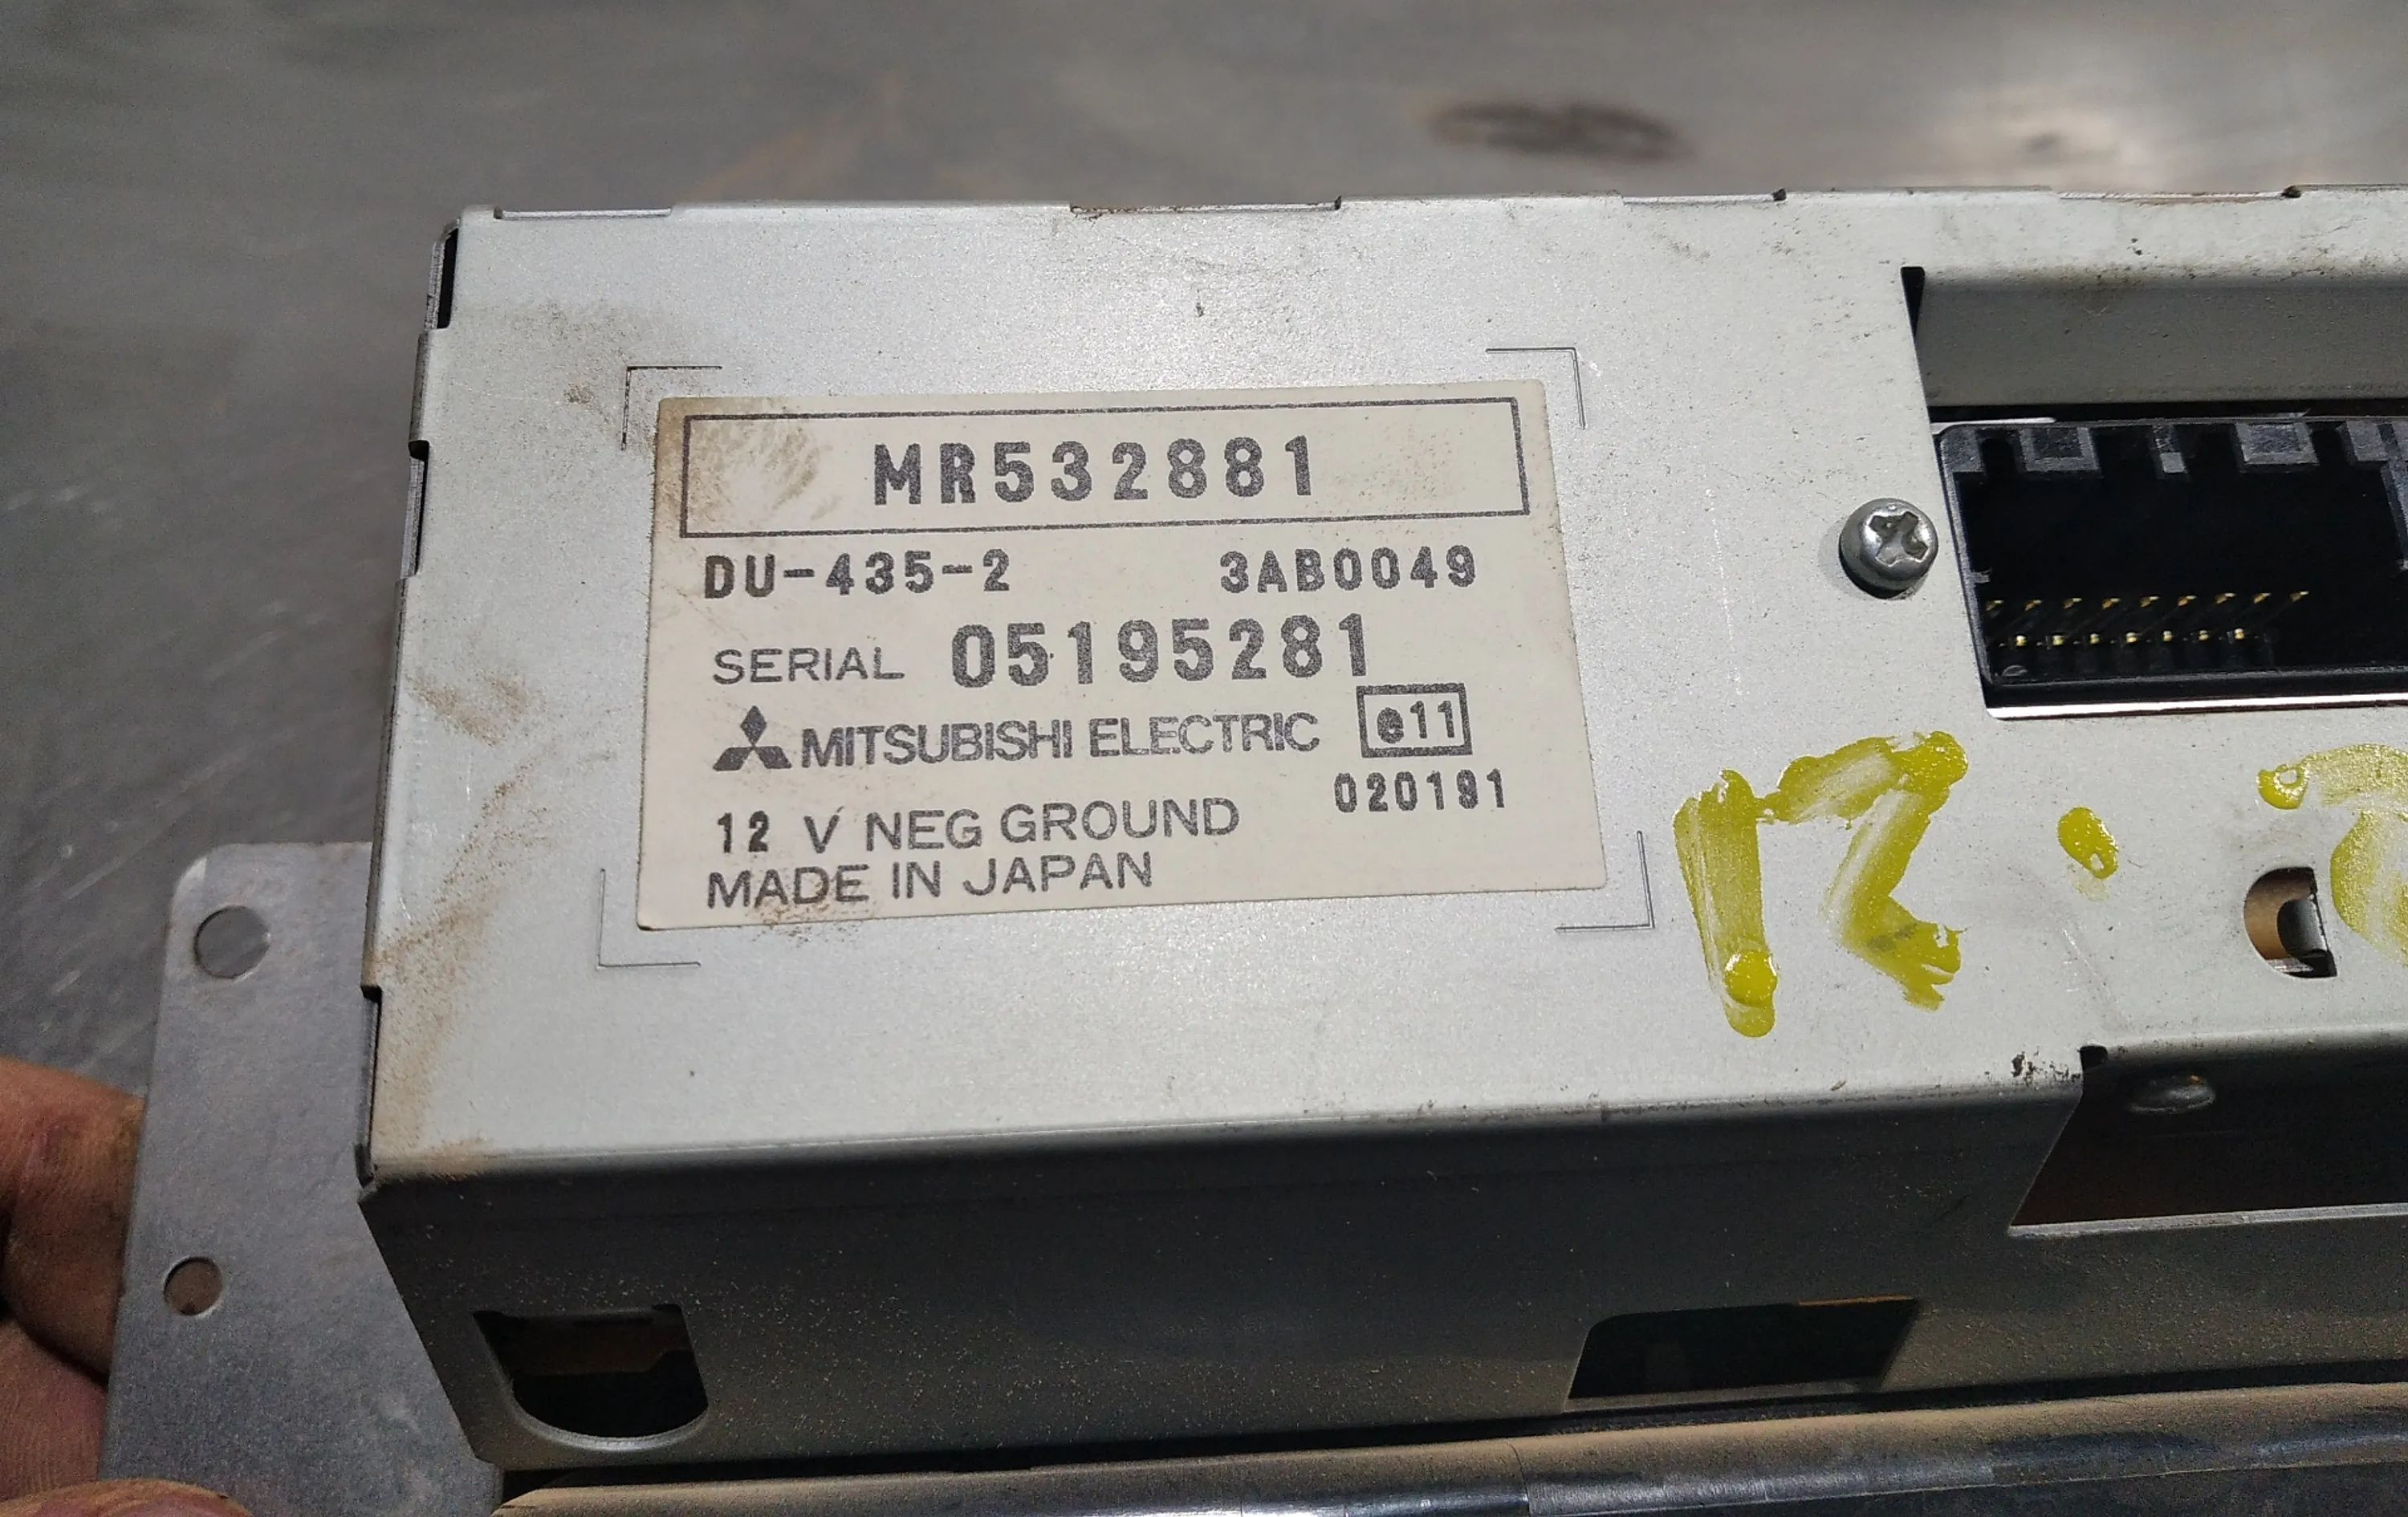 MR532881
DU-435-2 3AB0049
SERIAL 05195281
MITSUBISHI ELECTRIC e11
020191
12 V NEG GROUND
MADE IN JAPAN